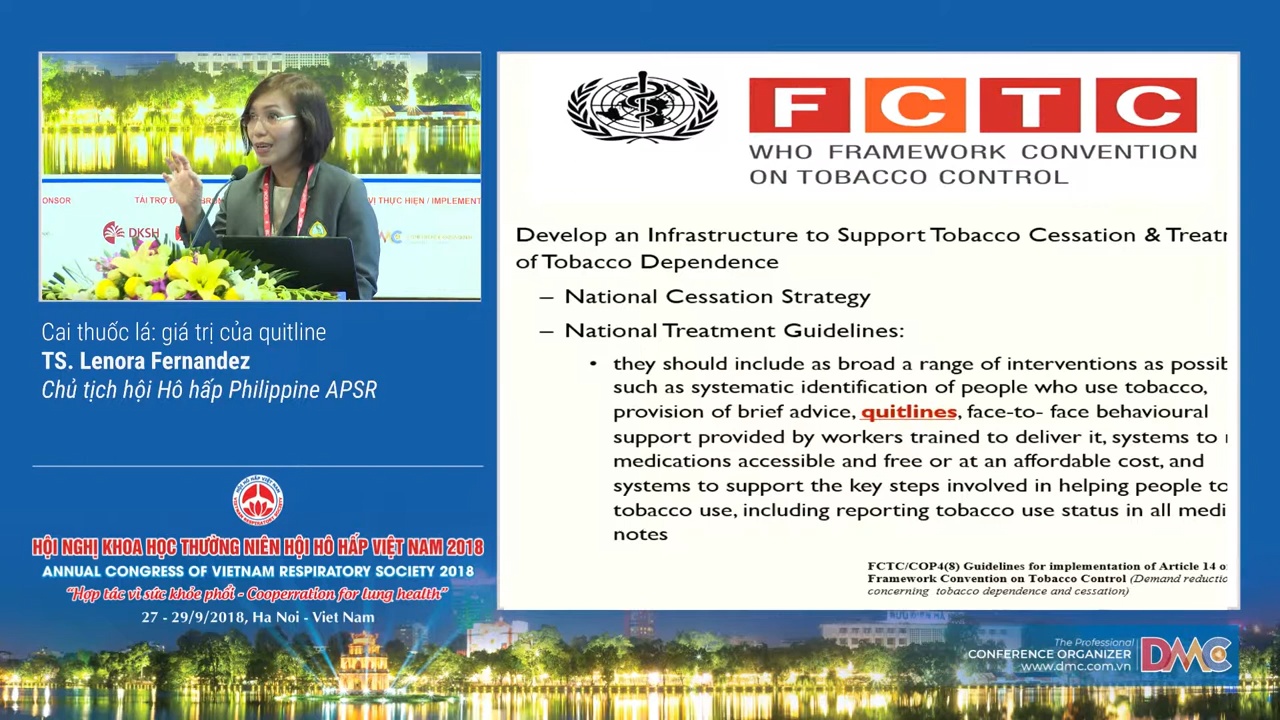 ONSOR
TÀI TRỢ
VỊ THỰC HIỆN / IMPLEMENT
DKSH
Cai thuốc lá: giá trị của quitline
TS. Lenora Fernandez
Chủ tịch hội Hô hấp Philippine APSR
HỘI NGHỊ KHOA HỌC THƯỜNG NIÊN HỘI HÔ HẤP VIỆT NAM 2018
ANNUAL CONGRESS OF VIETNAM RESPIRATORY SOCIETY 2018
“Hợp tác vì sức khỏe phổi - Cooperration for lung health”
27 - 29/9/2018, Ha Noi - Viet Nam
FCTC
WHO FRAMEWORK CONVENTION
ON TOBACCO CONTROL
Develop an Infrastructure to Support Tobacco Cessation & Treatr
of Tobacco Dependence
– National Cessation Strategy
– National Treatment Guidelines:
• they should include as broad a range of interventions as possib
such as systematic identification of people who use tobacco,
provision of brief advice, quitlines, face-to- face behavioural
support provided by workers trained to deliver it, systems to
medications accessible and free or at an affordable cost, and
systems to support the key steps involved in helping people to
tobacco use, including reporting tobacco use status in all medi
notes
FCTC/COP4(8) Guidelines for implementation of Article 14 o
Framework Convention on Tobacco Control (Demand reductio
concerning tobacco dependence and cessation)
The Professional
CONFERENCE ORGANIZER
www.dmc.com.vn
DMC